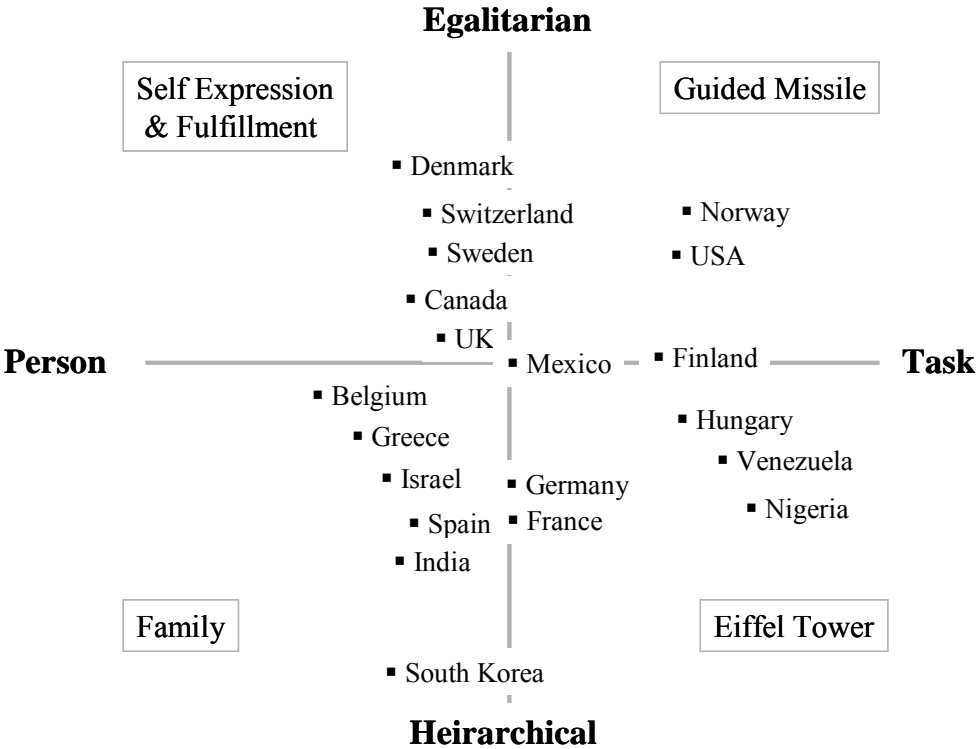 Egalitarian
Self Expression
& Fulfillment
Guided Missile
Denmark
Switzerland
Norway
Sweden
USA
Canada
UK
Person
Mexico
Finland
Task
Belgium
Hungary
Greece
Venezuela
Israel
Germany
Nigeria
Spain
France
India
Family
Eiffel Tower
South Korea
Heirarchical